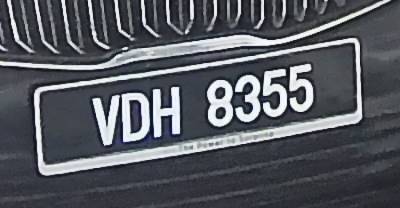 VDH 8355
The Power to Surprise